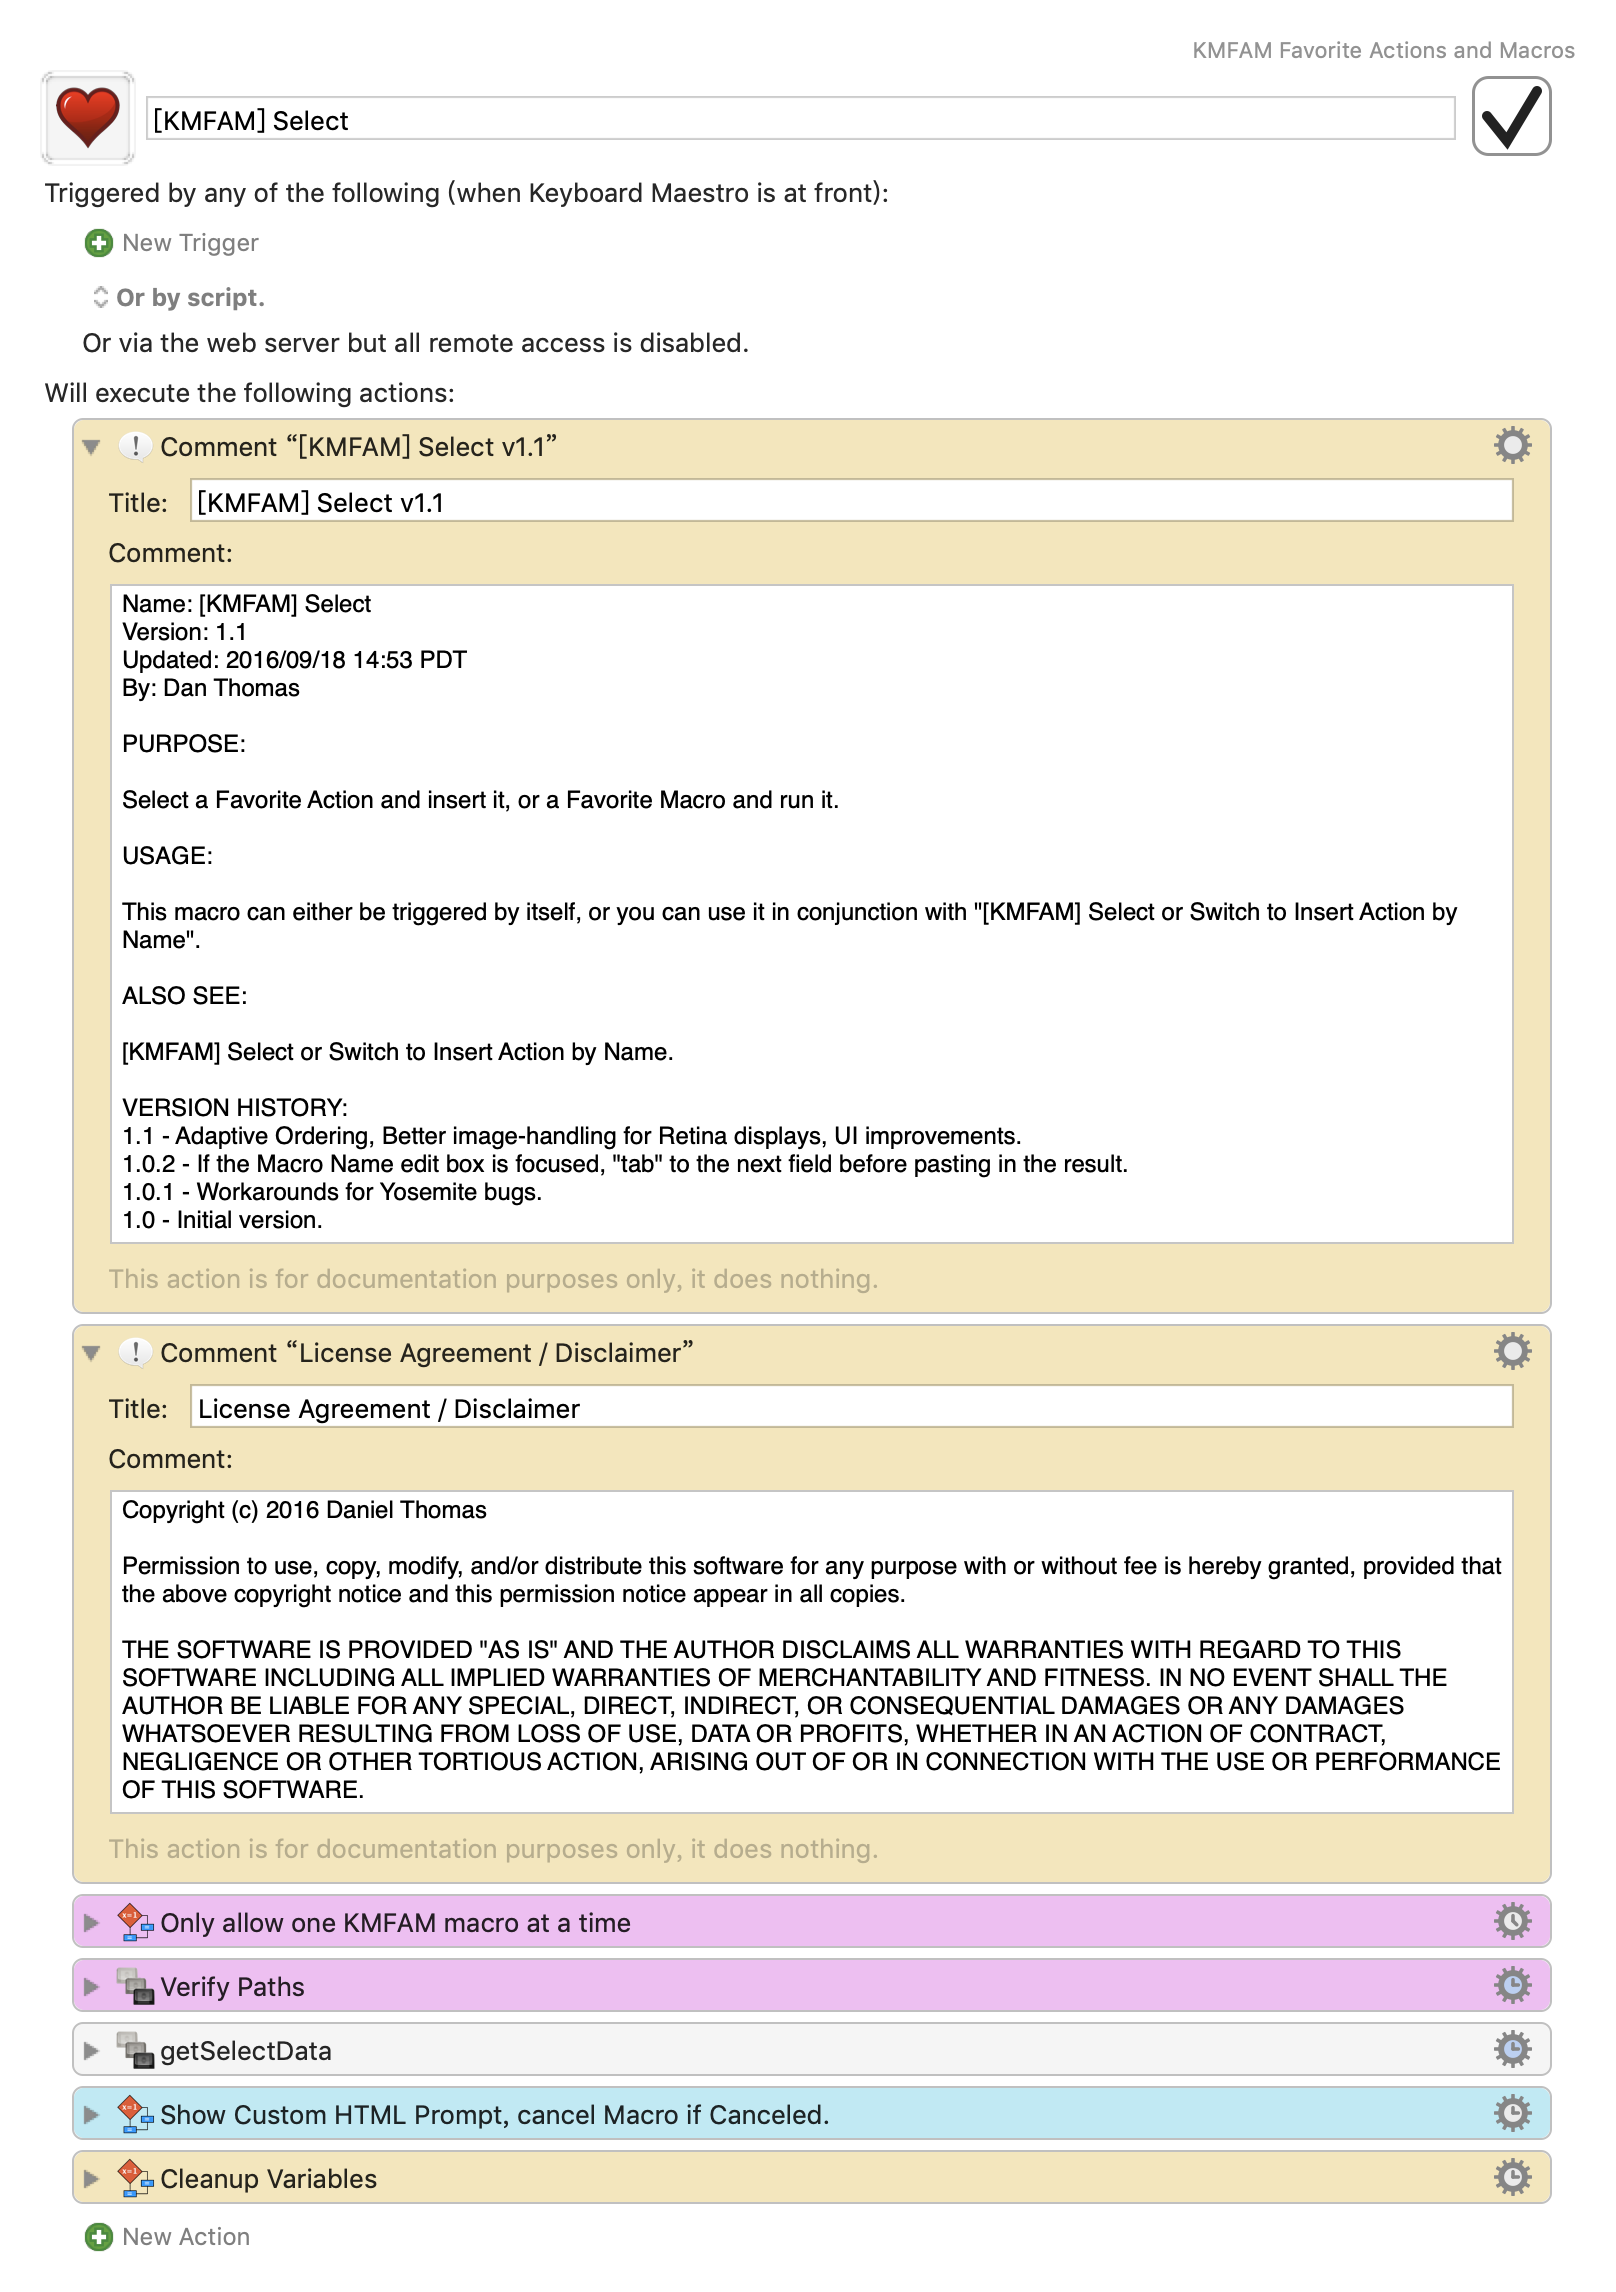 KMFAM Favorite Actions and Macros
[KMFAM] Select
Triggered by any of the following (when Keyboard Maestro is at front):
New Trigger
Or by script.
Or via the web server but all remote access is disabled.
Will execute the following actions:
Comment “[KMFAM] Select v1.1”
Title: [KMFAM] Select v1.1
Comment:
Name: [KMFAM] Select
Version: 1.1
Updated: 2016/09/18 14:53 PDT
By: Dan Thomas
PURPOSE:
Select a Favorite Action and insert it, or a Favorite Macro and run it.
USAGE:
This macro can either be triggered by itself, or you can use it in conjunction with "[KMFAM] Select or Switch to Insert Action by
Name".
ALSO SEE:
[KMFAM] Select or Switch to Insert Action by Name.
VERSION HISTORY:
1.1 - Adaptive Ordering, Better image-handling for Retina displays, UI improvements.
1.0.2 - If the Macro Name edit box is focused, "tab" to the next field before pasting in the result.
1.0.1 - Workarounds for Yosemite bugs.
1.0 - Initial version.
This action is for documentation purposes only, it does nothing.
Comment “License Agreement / Disclaimer”
Title: License Agreement / Disclaimer
Comment:
Copyright (c) 2016 Daniel Thomas
Permission to use, copy, modify, and/or distribute this software for any purpose with or without fee is hereby granted, provided that
the above copyright notice and this permission notice appear in all copies.
THE SOFTWARE IS PROVIDED "AS IS" AND THE AUTHOR DISCLAIMS ALL WARRANTIES WITH REGARD TO THIS
SOFTWARE INCLUDING ALL IMPLIED WARRANTIES OF MERCHANTABILITY AND FITNESS. IN NO EVENT SHALL THE
AUTHOR BE LIABLE FOR ANY SPECIAL, DIRECT, INDIRECT, OR CONSEQUENTIAL DAMAGES OR ANY DAMAGES
WHATSOEVER RESULTING FROM LOSS OF USE, DATA OR PROFITS, WHETHER IN AN ACTION OF CONTRACT,
NEGLIGENCE OR OTHER TORTIOUS ACTION, ARISING OUT OF OR IN CONNECTION WITH THE USE OR PERFORMANCE
OF THIS SOFTWARE.
This action is for documentation purposes only, it does nothing.
Only allow one KMFAM macro at a time
Verify Paths
getSelectData
Show Custom HTML Prompt, cancel Macro if Canceled.
Cleanup Variables
New Action